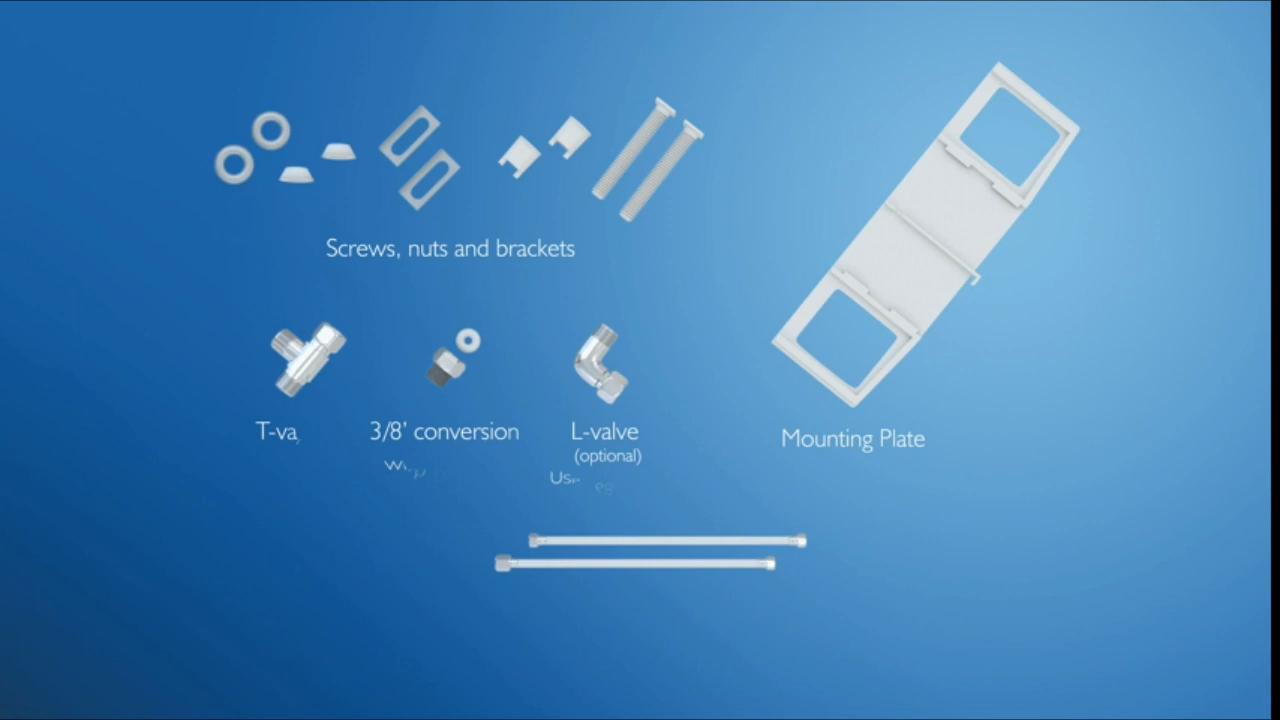 Screws, nuts and brackets
T-va
3/8' conversion
L-valve
(optional)
Mounting Plate